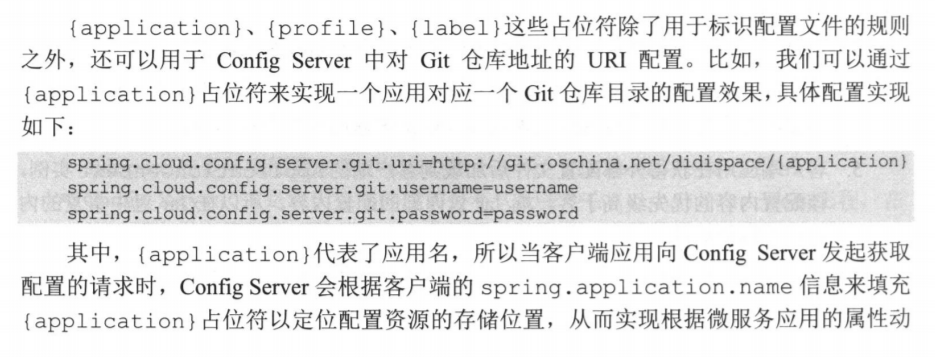 {application}、{profile}、{label}这些占位符除了用于标识配置文件的规则
之外，还可以用于 Config Server 中对 Git 仓库地址的 URI 配置。比如，我们可以通过
{application}占位符来实现一个应用对应一个 Git 仓库目录的配置效果，具体配置实现
如下：
spring.cloud.config.server.git.uri=http://git.oschina.net/didispace/{application}
spring.cloud.config.server.git.username=username
spring.cloud.config.server.git.password=password
其中，{application}代表了应用名，所以当客户端应用向 Config Server 发起获取
配置的请求时，Config Server 会根据客户端的 spring.application.name 信息来填充
{application}占位符以定位配置资源的存储位置，从而实现根据微服务应用的属性动